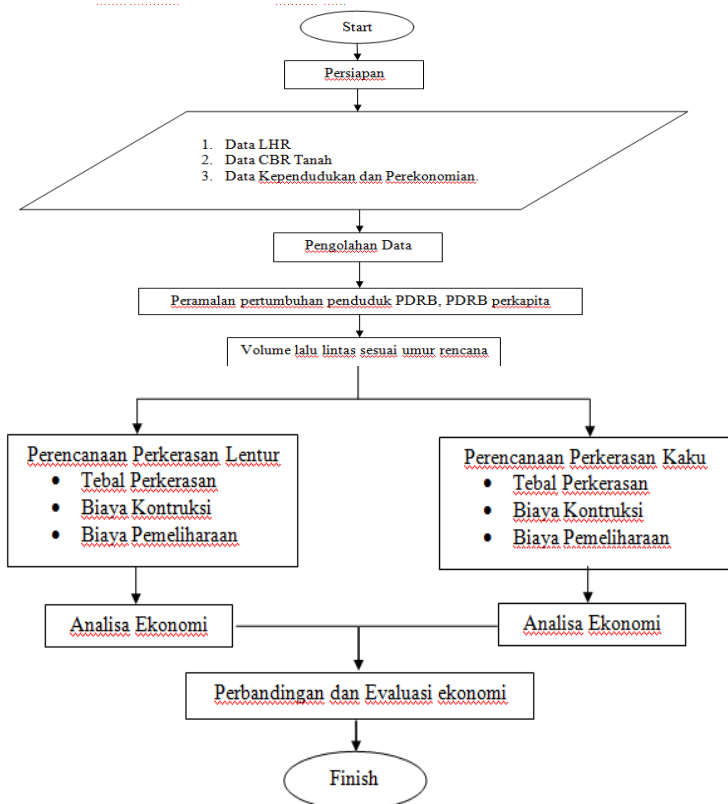 Start
Persiapan
1. Data LHR
2. Data CBR Tanah
3. Data Kependudukan dan Perekonomian.
Pengolahan Data
Peramalan pertumbuhan penduduk PDRB, PDRB perkapita
Volume lalu lintas sesuai umur rencana
Perencanaan Perkerasan Lentur
• Tebal Perkerasan
• Biaya Kontruksi
• Biaya Pemeliharaan
Perencanaan Perkerasan Kaku
• Tebal Perkerasan
• Biaya Kontruksi
• Biaya Pemeliharaan
Analisa Ekonomi
Analisa Ekonomi
Perbandingan dan Evaluasi ekonomi
Finish